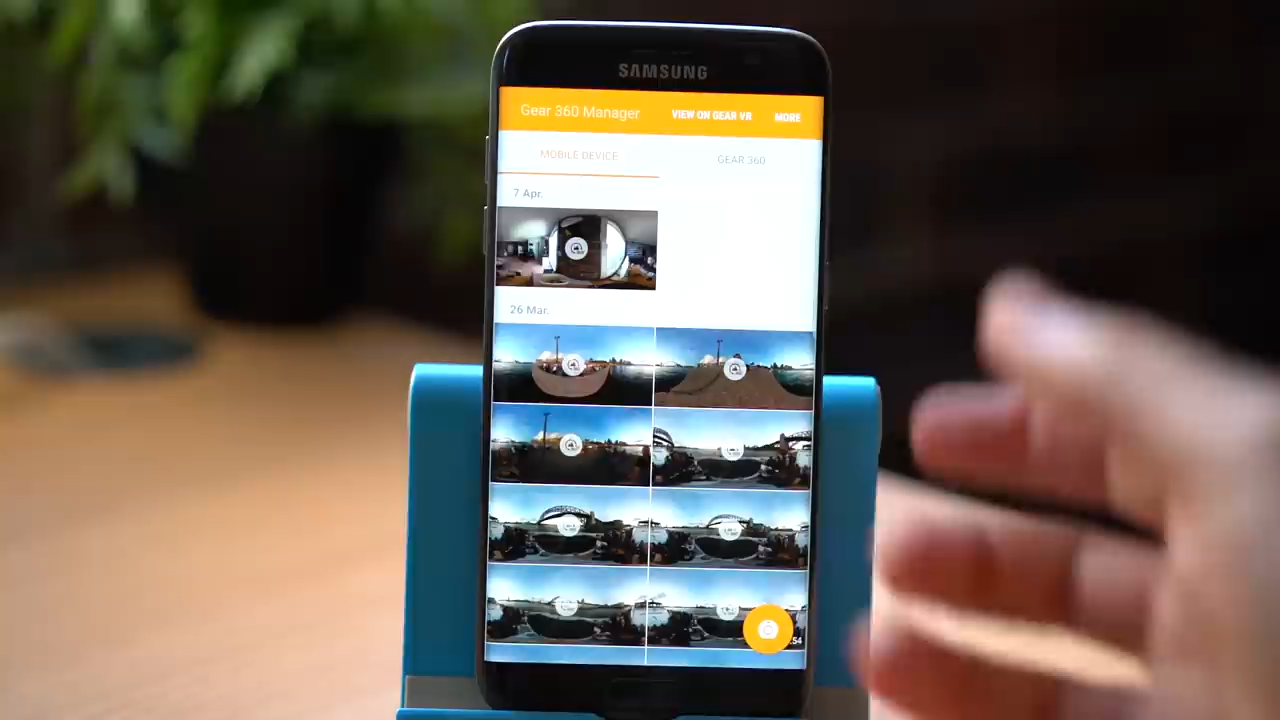 SAMSUNG
Gear 360 Manager VIEW ON GEAR VR MORE
MOBILE DEVICE GEAR 360
7 Apr.
26 Mar.